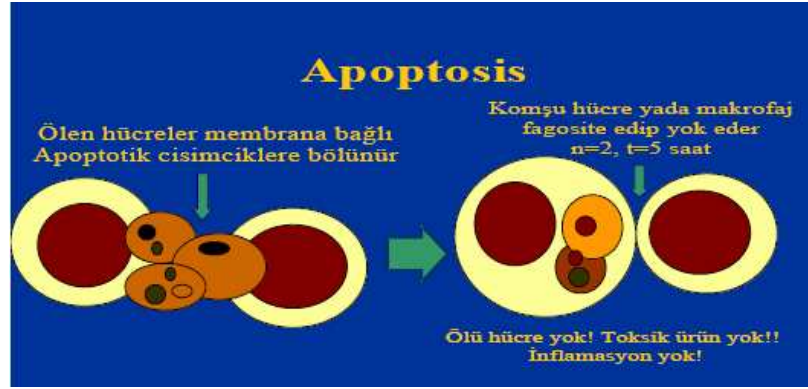 Apoptosis
Ölen hücreler membrana bağlı
Apoptotik cisimciklere bölünür
Komşu hücre yada makrofaj
fagosite edip yok eder
n=2, t=5 saat
Ölü hücre yok! Toksik ürün yok!!
İnflamasyon yok!